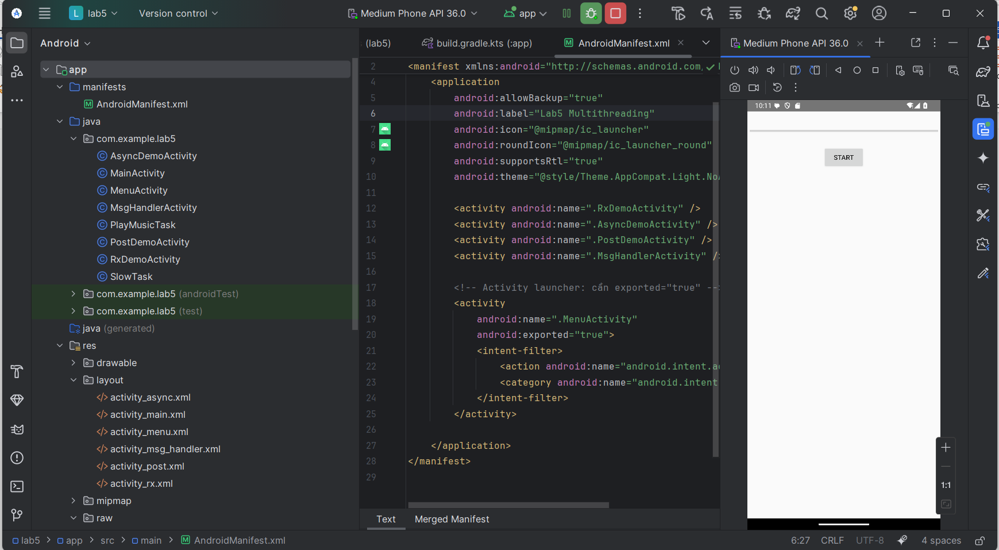 L lab5 Version control Medium Phone API 36.0 app
Android
app
manifests
AndroidManifest.xml
java
com.example.lab5
AsyncDemoActivity
MainActivity
MenuActivity
MsgHandlerActivity
PlayMusicTask
PostDemoActivity
RxDemoActivity
SlowTask
com.example.lab5 (androidTest)
com.example.lab5 (test)
java (generated)
res
drawable
layout
activity_async.xml
activity_main.xml
activity_menu.xml
activity_msg_handler.xml
activity_post.xml
activity_rx.xml
mipmap
raw
(lab5) build.gradle.kts (:app) AndroidManifest.xml
2 <manifest xmlns:android="http://schemas.android.com/
4 <application
5 android:allowBackup="true"
6 android:label="Lab5 Multithreading"
7 android:icon="@mipmap/ic_launcher"
8 android:roundIcon="@mipmap/ic_launcher_round"
9 android:supportsRtl="true"
10 android:theme="@style/Theme.AppCompat.Light.NoA
11
12 <activity android:name=".RxDemoActivity" />
13 <activity android:name=".AsyncDemoActivity" />
14 <activity android:name=".PostDemoActivity" />
15 <activity android:name=".MsgHandlerActivity" />
16
17 <!-- Activity launcher: cần exported="true" --
18 <activity
19 android:name=".MenuActivity"
20 android:exported="true">
21 <intent-filter>
22 <action android:name="android.intent.ac
23 <category android:name="android.intent
24 </intent-filter>
25 </activity>
26
27 </application>
28 </manifest>
29
Text Merged Manifest
Medium Phone API 36.0
10:11
START
1:1
lab5 > app > src > main > AndroidManifest.xml
6:27 CRLF UTF-8 4 spaces